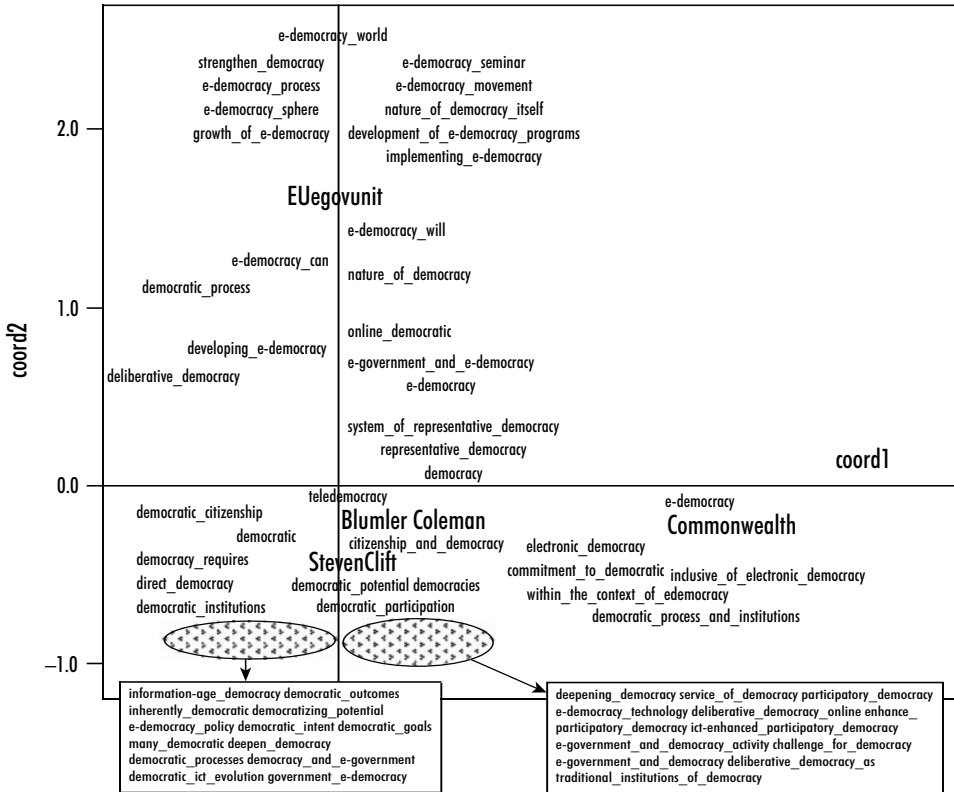 e-democracy_world
strengthen_democracy e-democracy_seminar
e-democracy_process e-democracy_movement
e-democracy_sphere nature_of_democracy_itself
2.0 growth_of_e-democracy development_of_e-democracy_programs
implementing_e-democracy
EUegovunit
e-democracy_will
e-democracy_can nature_of_democracy
democratic_process
1.0
online_democratic
coord2
developing_e-democracy
e-government_and_e-democracy
deliberative_democracy e-democracy
system_of_representative_democracy
representative_democracy
democracy coord1
0.0
teledemocracy e-democracy
democratic_citizenship Blumler Coleman Commonwealth
democratic citizenship_and_democracy electronic_democracy
democracy_requires StevenClift commitment_to_democratic inclusive_of_electronic_democracy
direct_democracy democratic_potential democracies within_the_context_of_edemocracy
democratic_institutions democratic_participation democratic_process_and_institutions
–1.0
information-age_democracy democratic_outcomes
inherently_democratic democratizing_potential
e-democracy_policy democratic_intent democratic_goals
many_democratic deepen_democracy
democratic_processes democracy_and_e-government
democratic_ict_evolution government_e-democracy
deepening_democracy service_of_democracy participatory_democracy
e-democracy_technology deliberative_democracy_online enhance_
participatory_democracy ict-enhanced_participatory_democracy
e-government_and_democracy_activity challenge_for_democracy
e-government_and_democracy deliberative_democracy_as
traditional_institutions_of_democracy